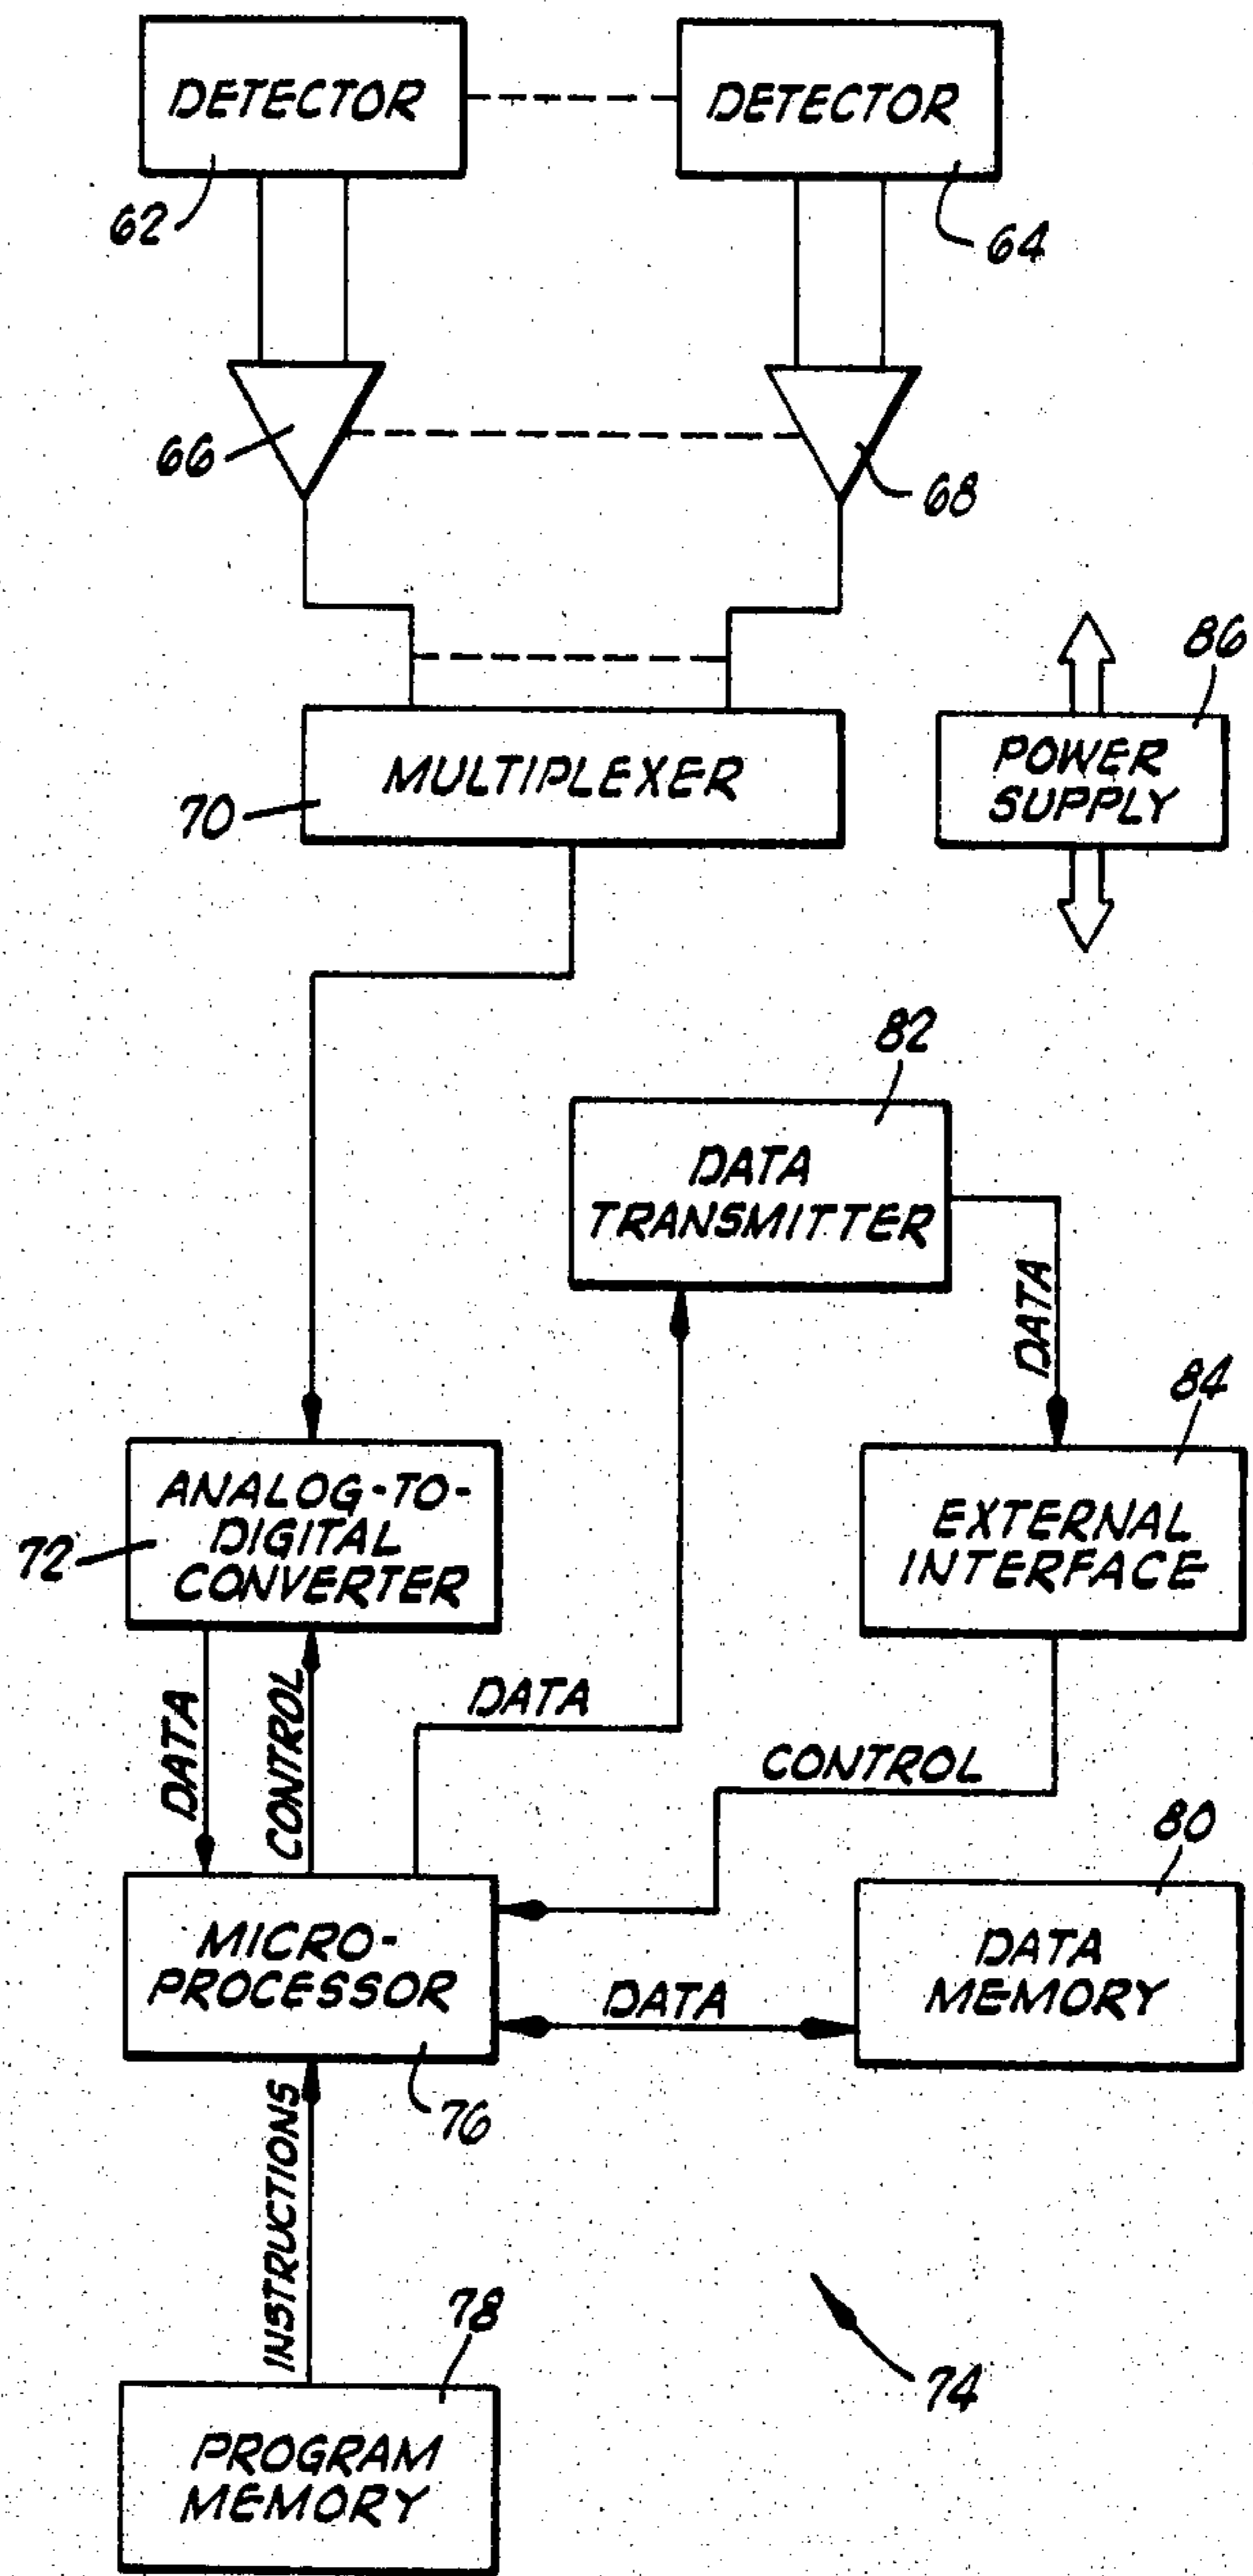 DETECTOR
DETECTOR
62
64
66
68
86
MULTIPLEXER
POWER
SUPPLY
70
82
DATA
TRANSMITTER
DATA
84
ANALOG-TO-
DIGITAL
CONVERTER
72
EXTERNAL
INTERFACE
DATA
CONTROL
DATA
CONTROL
80
MICRO-
PROCESSOR
DATA
DATA
MEMORY
76
INSTRUCTIONS
78
74
PROGRAM
MEMORY